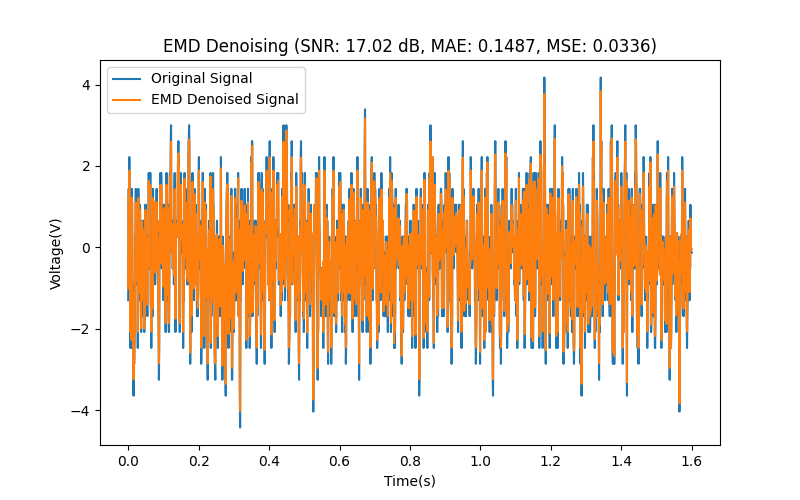 EMD Denoising (SNR: 17.02 dB, MAE: 0.1487, MSE: 0.0336)
Original Signal
EMD Denoised Signal
Voltage(V)
4
2
0
−2
−4
0.0 0.2 0.4 0.6 0.8 1.0 1.2 1.4 1.6
Time(s)